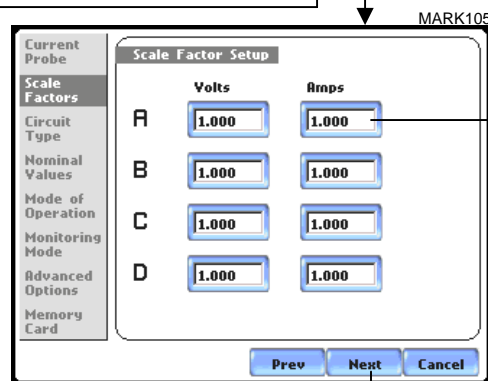 MARK105
Current
Probe
Scale
Factors
Circuit
Type
Nominal
Values
Mode of
Operation
Monitoring
Mode
Advanced
Options
Memory
Card
Scale Factor Setup
Volts Amps
A 1.000 1.000
B 1.000 1.000
C 1.000 1.000
D 1.000 1.000
Prev Next Cancel